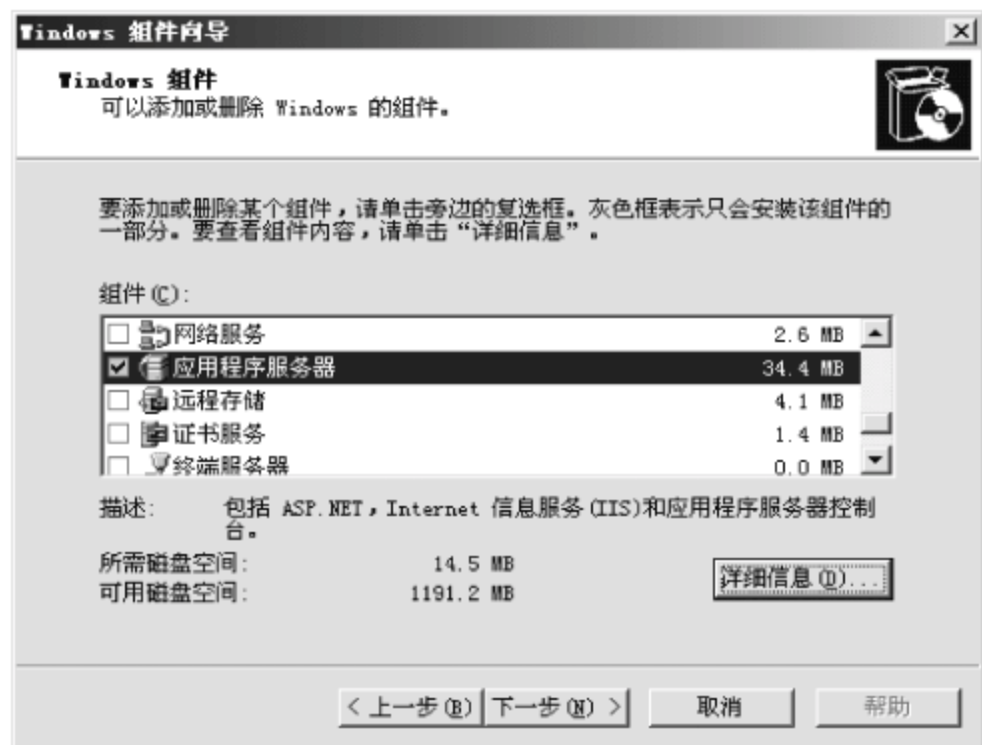 Windows 组件向导
Windows 组件
可以添加或删除 Windows 的组件。
要添加或删除某个组件，请单击旁边的复选框。灰色框表示只会安装该组件的
一部分。要查看组件内容，请单击“详细信息”。
组件(C):
网络服务 2.6 MB
应用程序服务器 34.4 MB
远程存储 4.1 MB
证书服务 1.4 MB
终端服务器 0.0 MB
描述: 包括 ASP.NET，Internet 信息服务(IIS)和应用程序服务器控制
台。
所需磁盘空间: 14.5 MB
可用磁盘空间: 1191.2 MB
详细信息(D)...
< 上一步(B) 下一步(N) > 取消 帮助